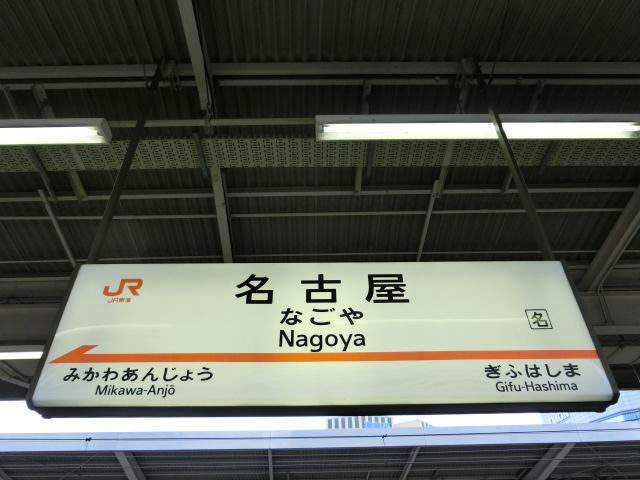 JR
JR東海
名古屋
なごや
Nagoya
名
みかわあんじょう
Mikawa-Anjō
ぎふはしま
Gifu-Hashima